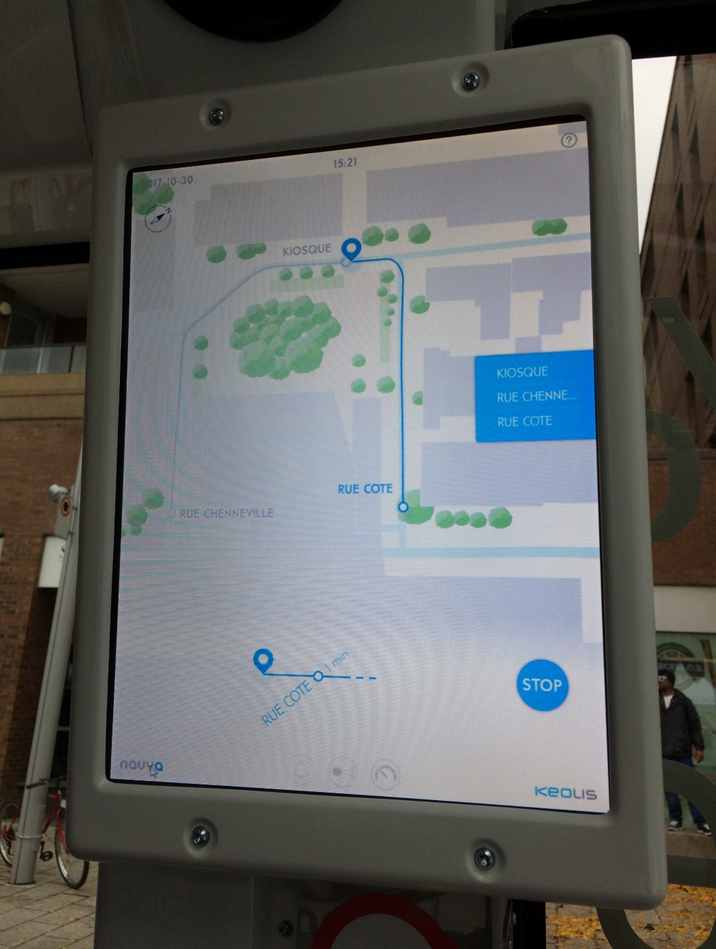 15:21
2017-10-30
?
KIOSQUE
KIOSQUE
RUE CHENNE...
RUE COTE
RUE COTE
RUE CHENNEVILLE
1 min
RUE COTE
STOP
navya
KEOLIS